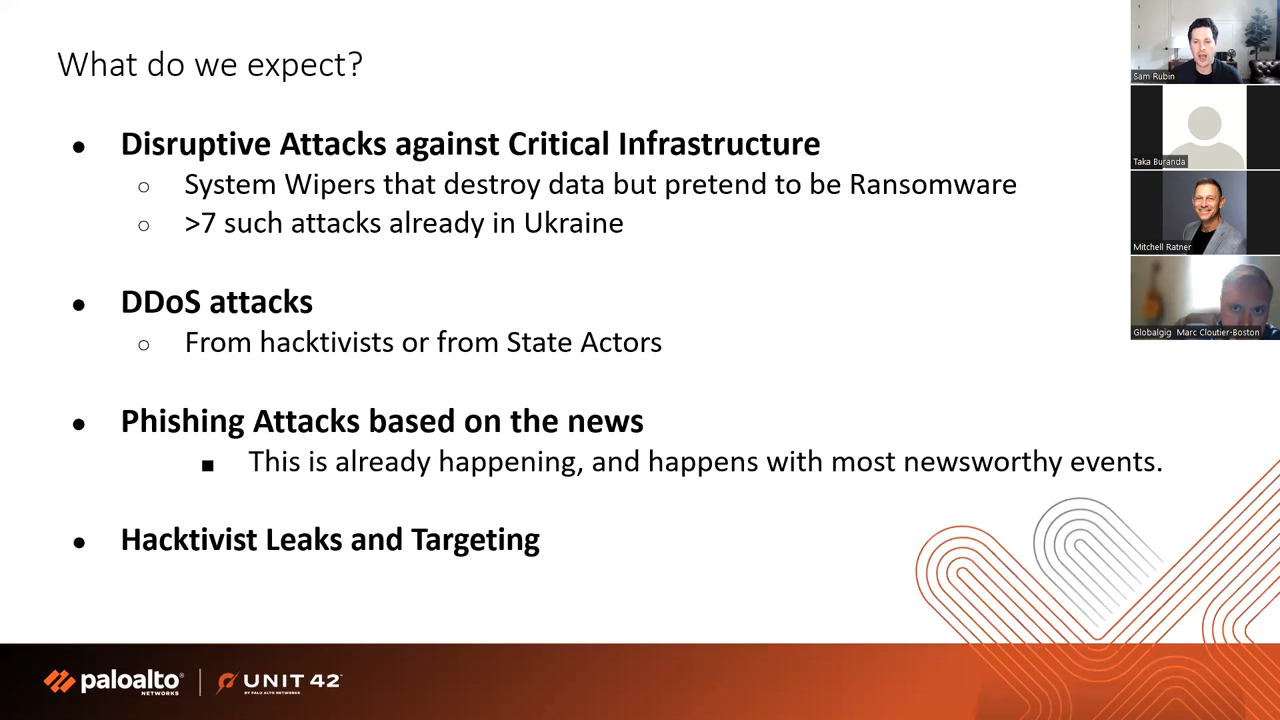 What do we expect?
● Disruptive Attacks against Critical Infrastructure
○ System Wipers that destroy data but pretend to be Ransomware
○ >7 such attacks already in Ukraine
● DDoS attacks
○ From hacktivists or from State Actors
● Phishing Attacks based on the news
■ This is already happening, and happens with most newsworthy events.
● Hacktivist Leaks and Targeting
Sam Rubin
Taka Buranda
Mitchell Ratner
Globalgig Marc Cloutier-Boston
paloalto
NETWORKS
UNIT 42
BY PALO ALTO NETWORKS